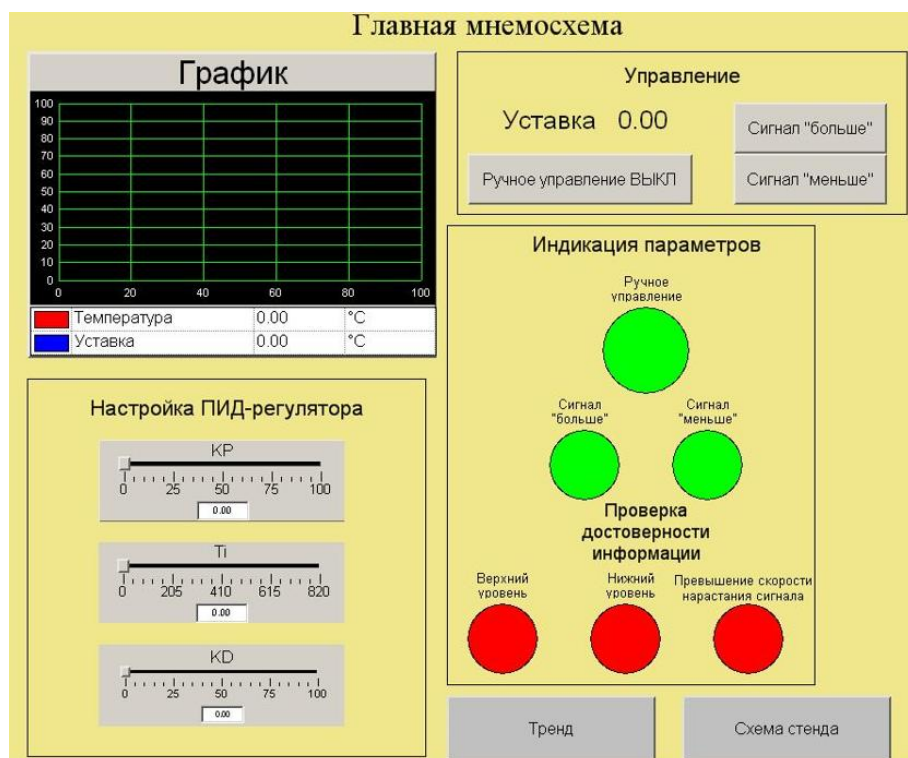 Главная мнемосхема
График
100
90
80
70
60
50
40
30
20
10
0
0 20 40 60 80 100
Температура 0.00 °C
Уставка 0.00 °C
Управление
Уставка 0.00
Сигнал "больше"
Ручное управление ВЫКЛ
Сигнал "меньше"
Индикация параметров
Ручное
управление
Сигнал
"больше"
Сигнал
"меньше"
Проверка
достоверности
информации
Верхний
уровень
Нижний
уровень
Превышение скорости
нарастания сигнала
Настройка ПИД-регулятора
KP
0 25 50 75 100
0.00
Ti
0 205 410 615 820
0.00
KD
0 25 50 75 100
0.00
Тренд
Схема стенда